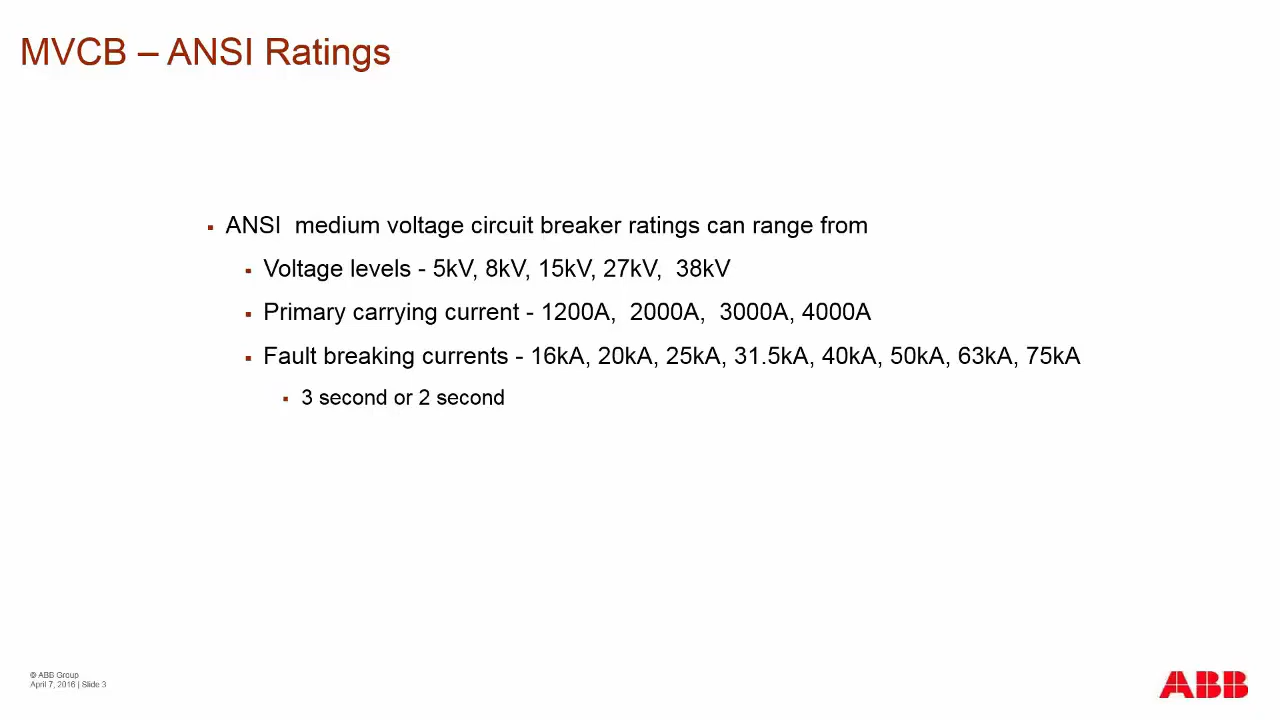 MVCB – ANSI Ratings
▪ ANSI  medium voltage circuit breaker ratings can range from
▪ Voltage levels - 5kV, 8kV, 15kV, 27kV,  38kV
▪ Primary carrying current - 1200A,  2000A,  3000A, 4000A
▪ Fault breaking currents - 16kA, 20kA, 25kA, 31.5kA, 40kA, 50kA, 63kA, 75kA
▪ 3 second or 2 second
© ABB Group
April 7, 2016 | Slide 3
ABB